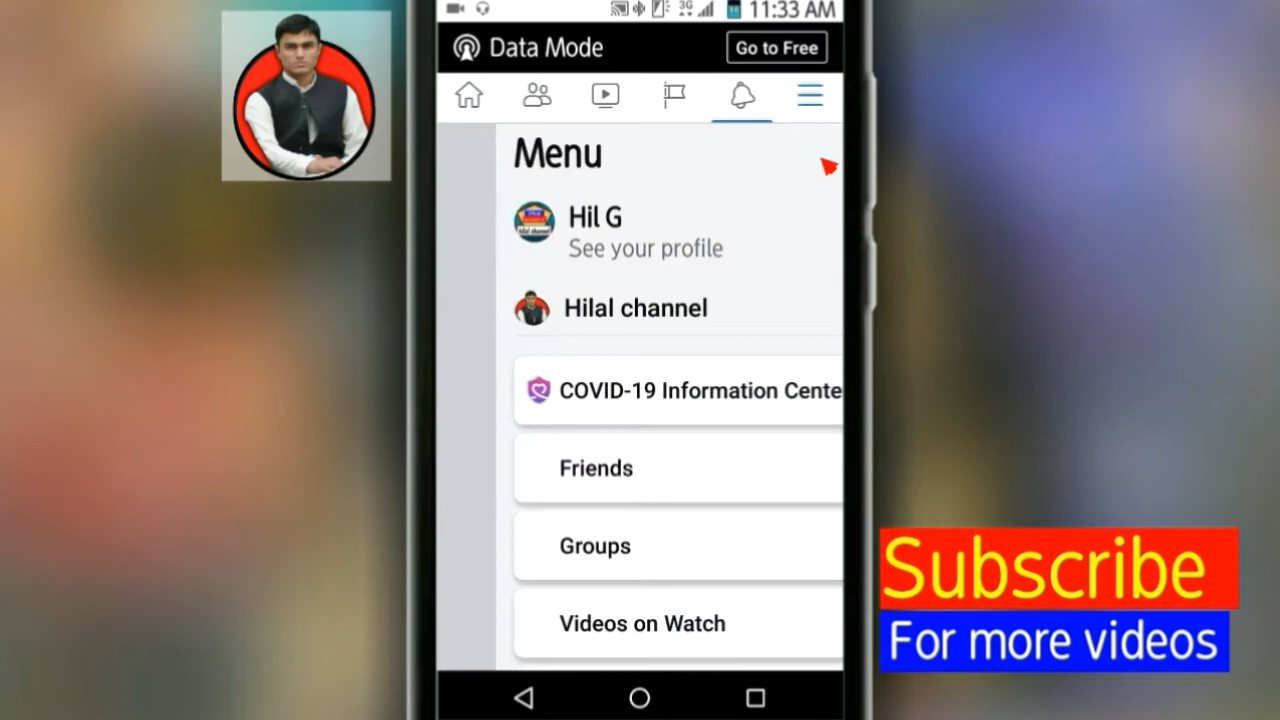 3G 11:33 AM
Data Mode
Go to Free
Menu
Hil G
See your profile
Hilal channel
COVID-19 Information Cente
Friends
Groups
Videos on Watch
Subscribe
For more videos